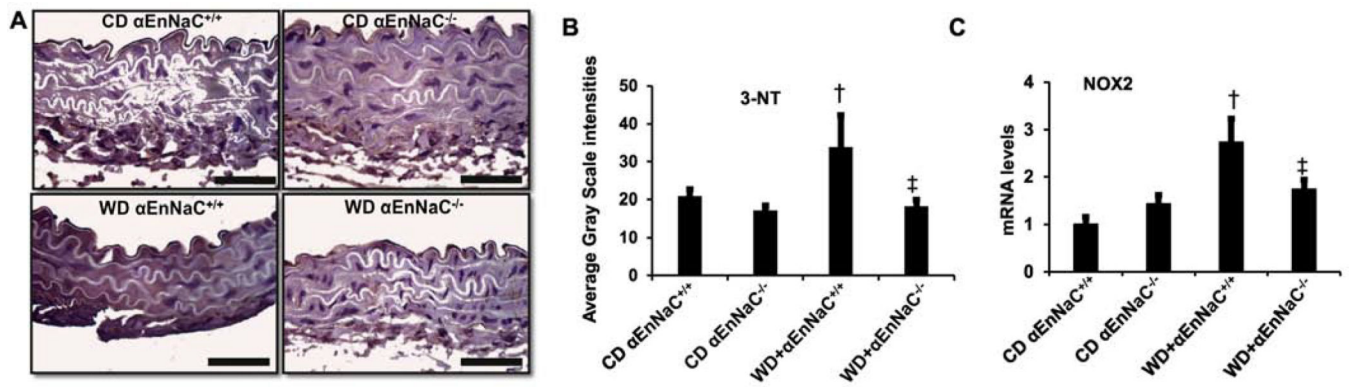 A
CD αEnNaC+/+
CD αEnNaC-/-
WD αEnNaC+/+
WD αEnNaC-/-
B
Average Gray Scale intensities
50
40
30
20
10
0
3-NT
†
‡
CD αEnNaC+/+
CD αEnNaC-/-
WD+αEnNaC+/+
WD+αEnNaC-/-
C
mRNA levels
4
3
2
1
0
NOX2
†
‡
CD αEnNaC+/+
CD αEnNaC-/-
WD+αEnNaC+/+
WD+αEnNaC-/-